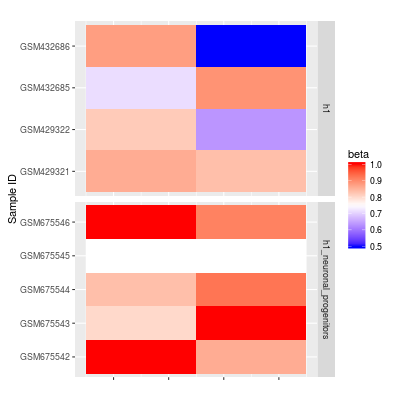 GSM432686
GSM432685
GSM429322
GSM429321
h1
GSM675546
GSM675545
GSM675544
GSM675543
GSM675542
h1_neuronal_progenitors
Sample ID
beta
1.0
0.9
0.8
0.7
0.6
0.5